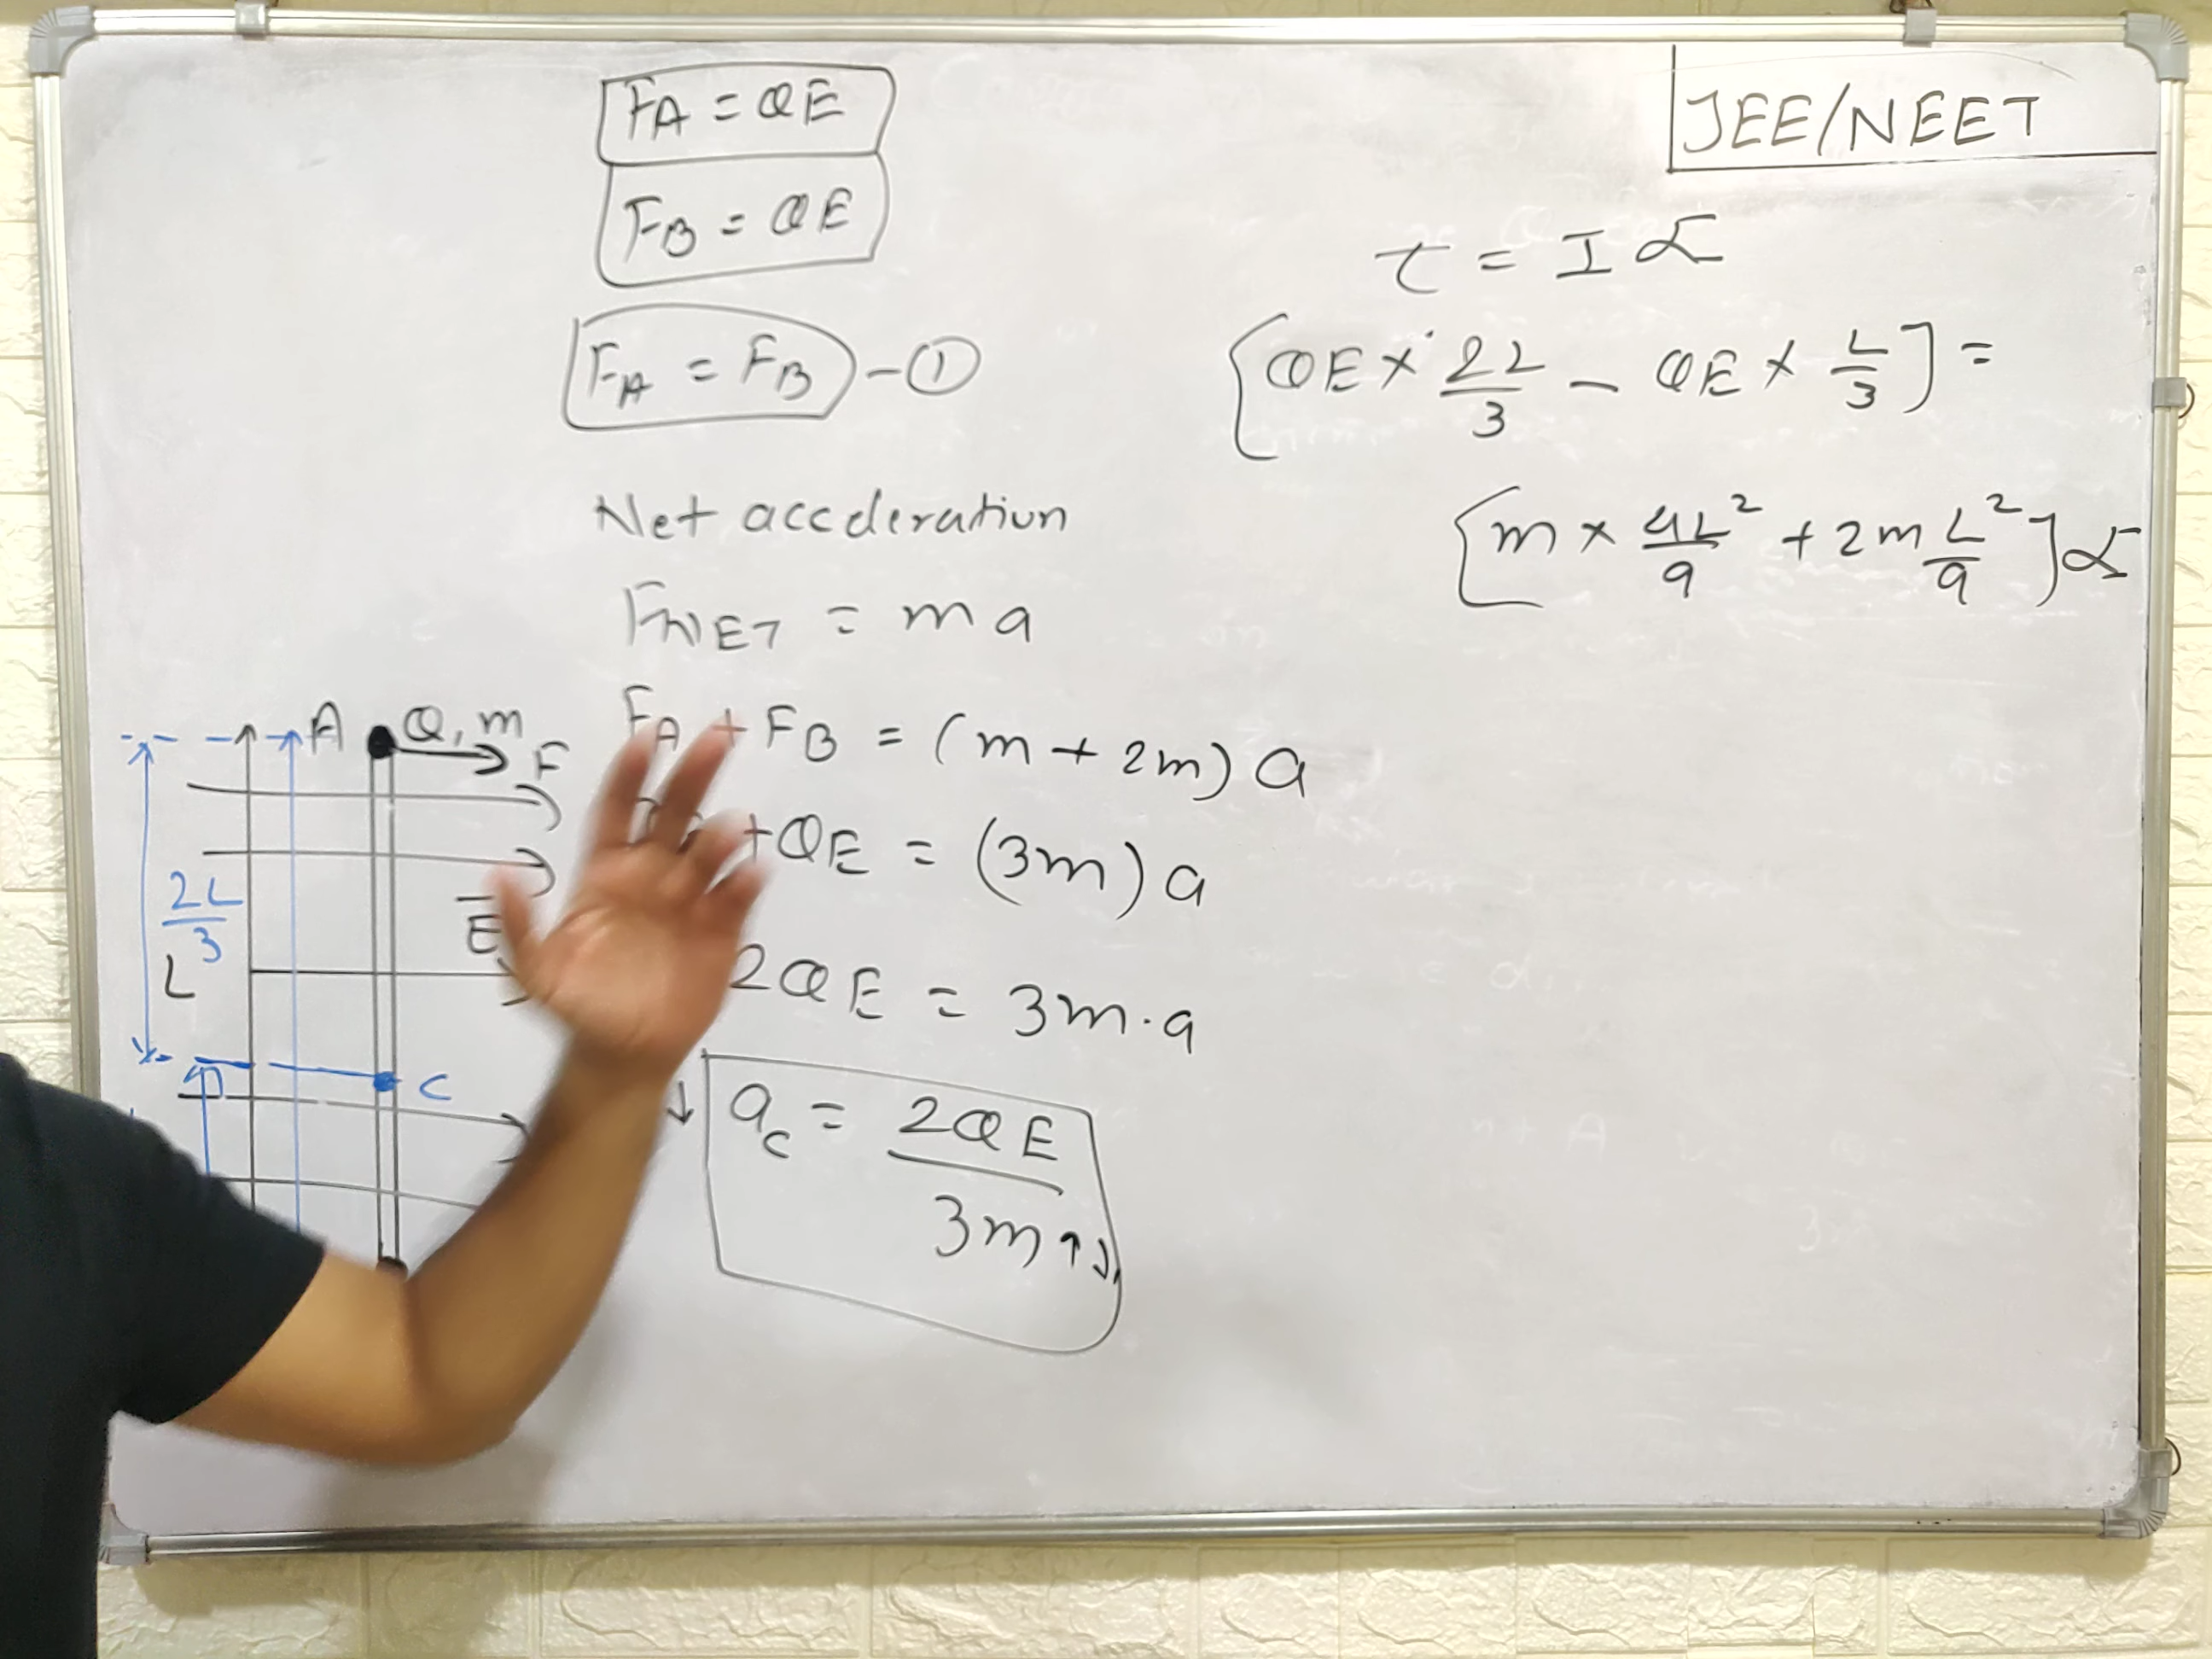 FA = QE
FB = QE
FA = FB - ①
Net acceleration
FNET = ma
FA + FB = (m + 2m) a
+ QE = (3m) a
2QE = 3m.a
ac = 2QE / 3m ↑↓
↓
JEE/NEET
τ = I α
[QE × 2L/3 - QE × L/3] =
[m × 4L²/9 + 2m L²/9] α
A Q, m
F
2L/3
L
E
C